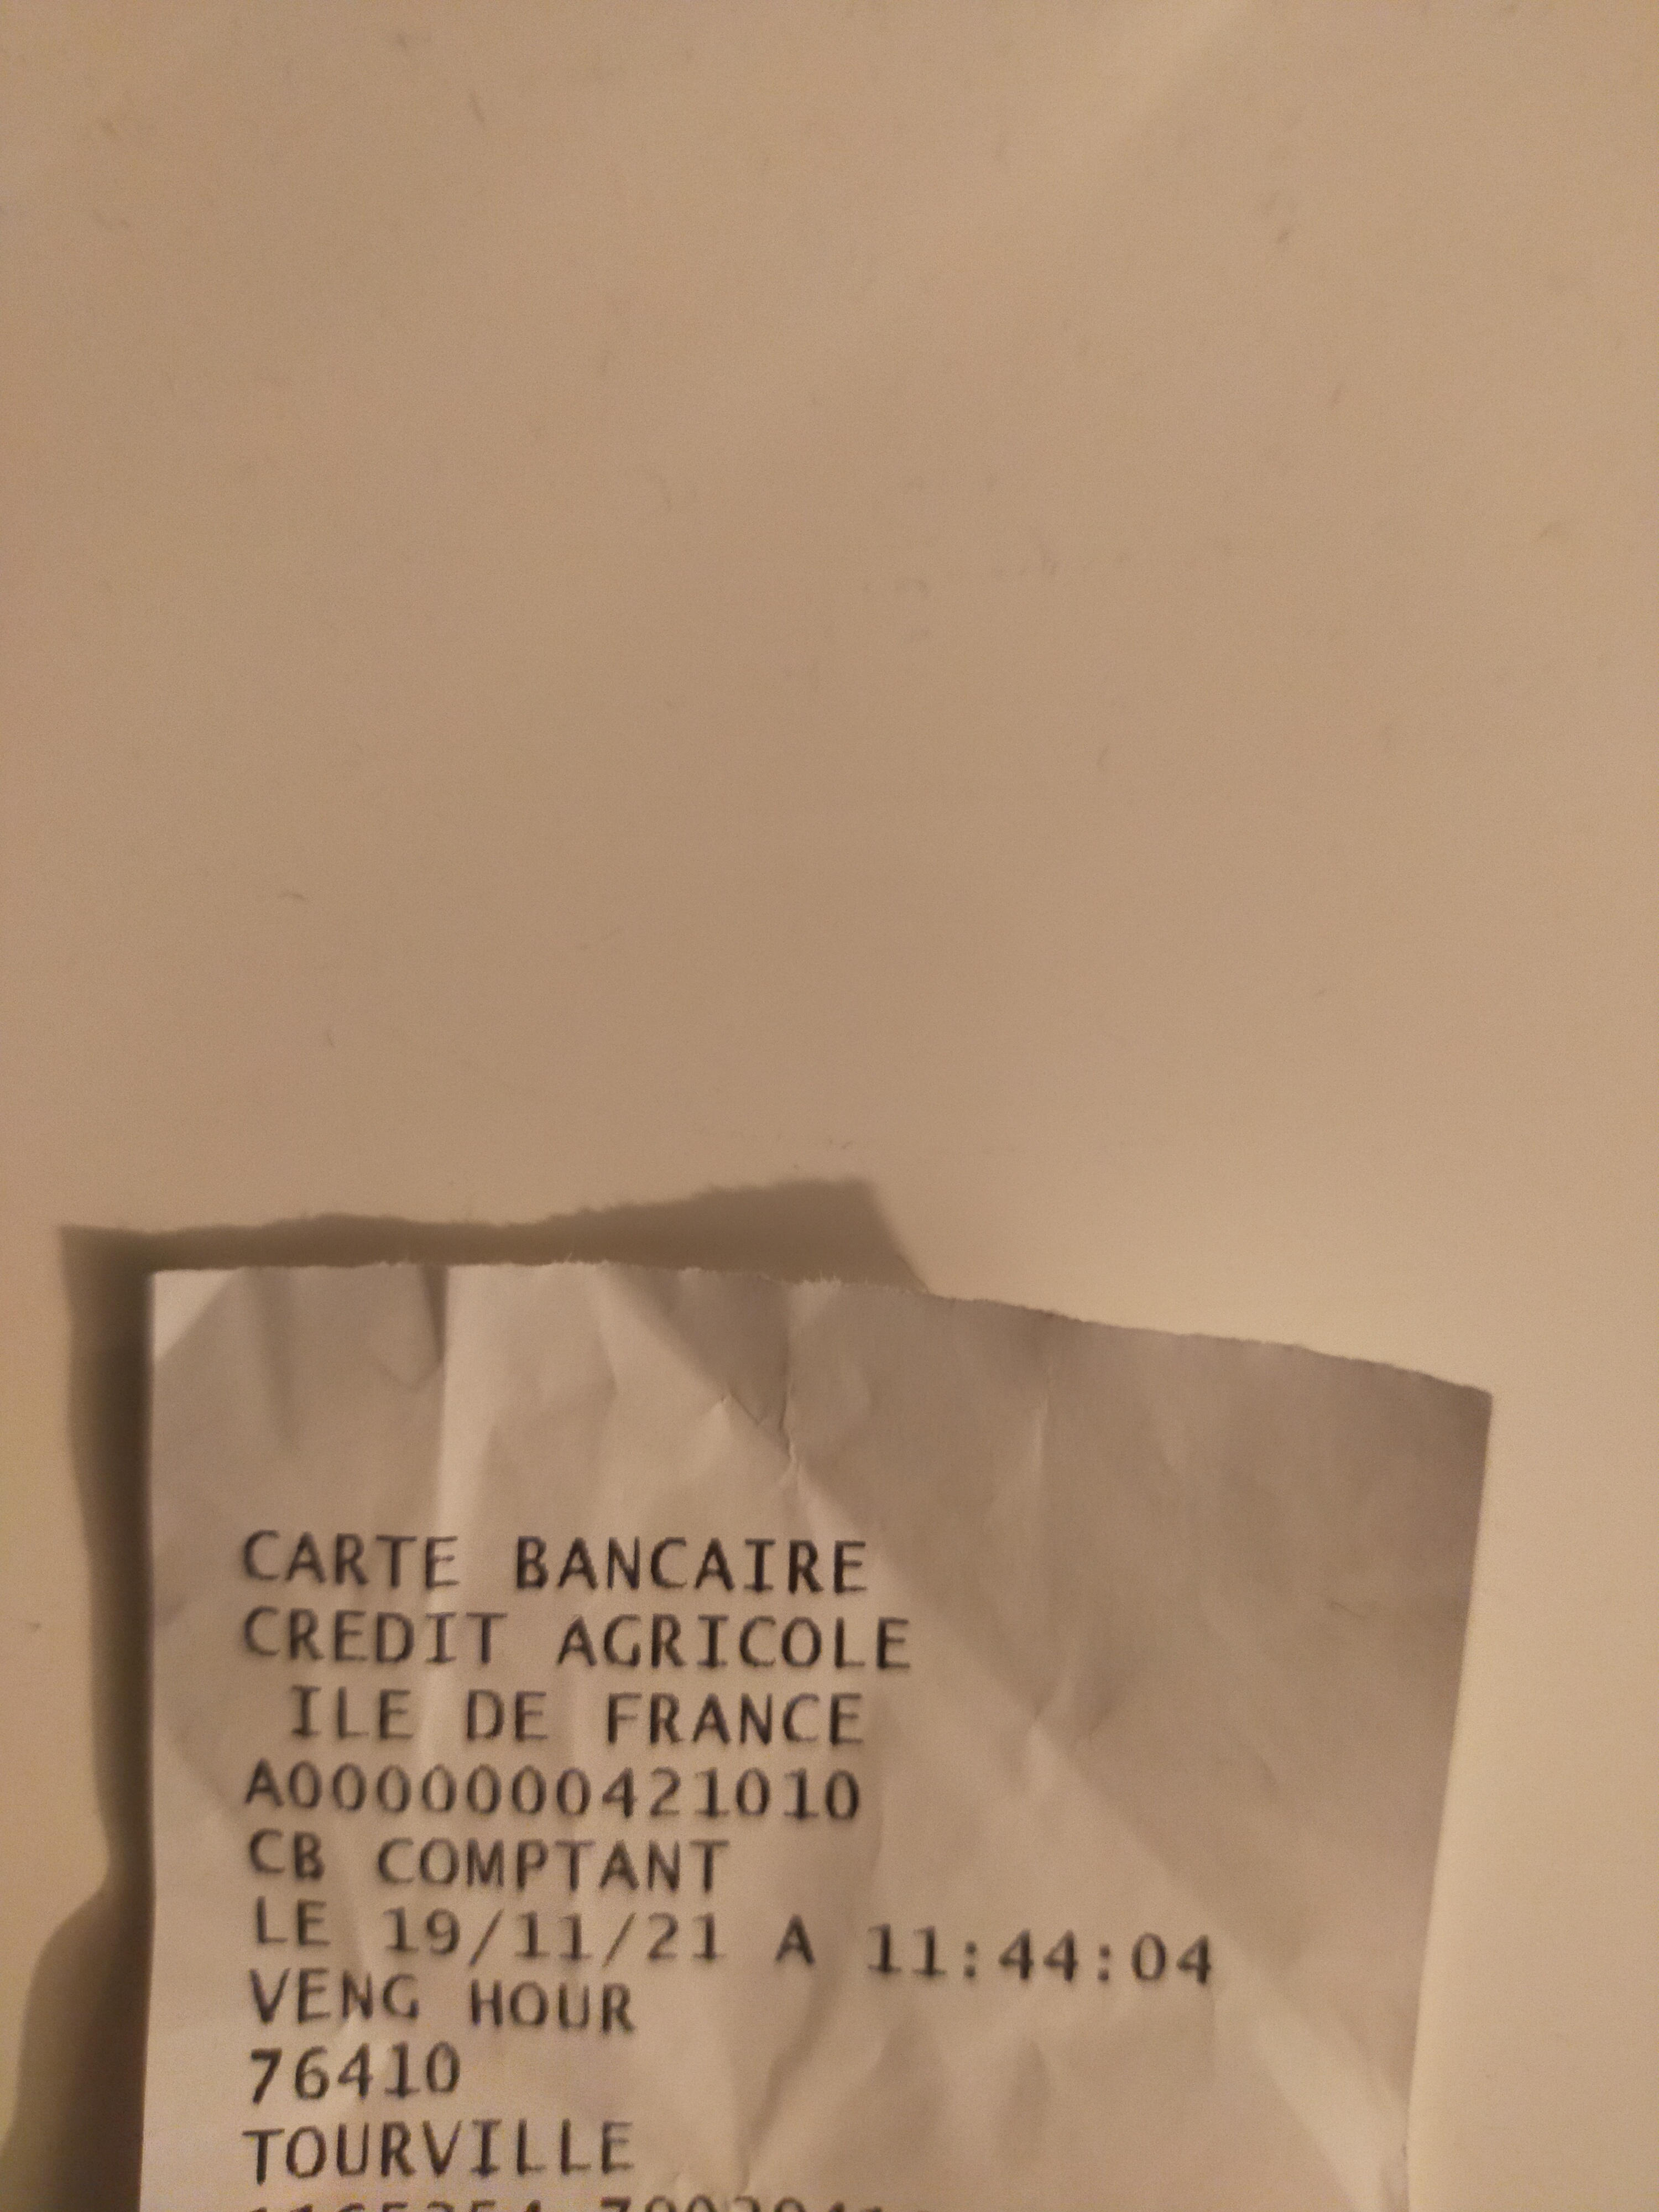 CARTE BANCAIRE
CREDIT AGRICOLE
ILE DE FRANCE
A0000000421010
CB COMPTANT
LE 19/11/21 A 11:44:04
VENG HOUR
76410
TOURVILLE